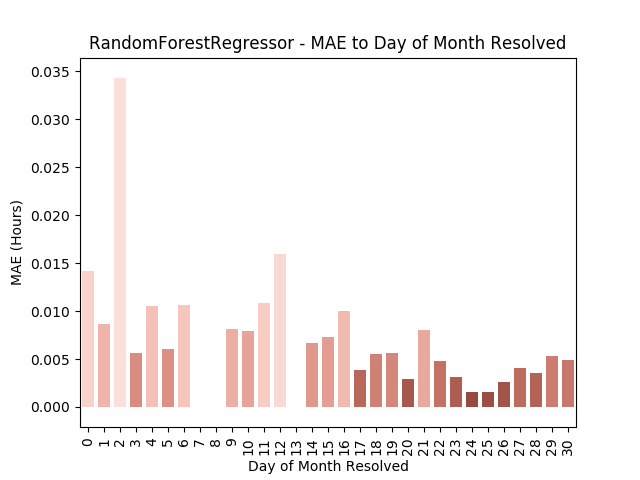 RandomForestRegressor - MAE to Day of Month Resolved
MAE (Hours)
0.035
0.030
0.025
0.020
0.015
0.010
0.005
0.000
0 1 2 3 4 5 6 7 8 9 10 11 12 13 14 15 16 17 18 19 20 21 22 23 24 25 26 27 28 29 30
Day of Month Resolved